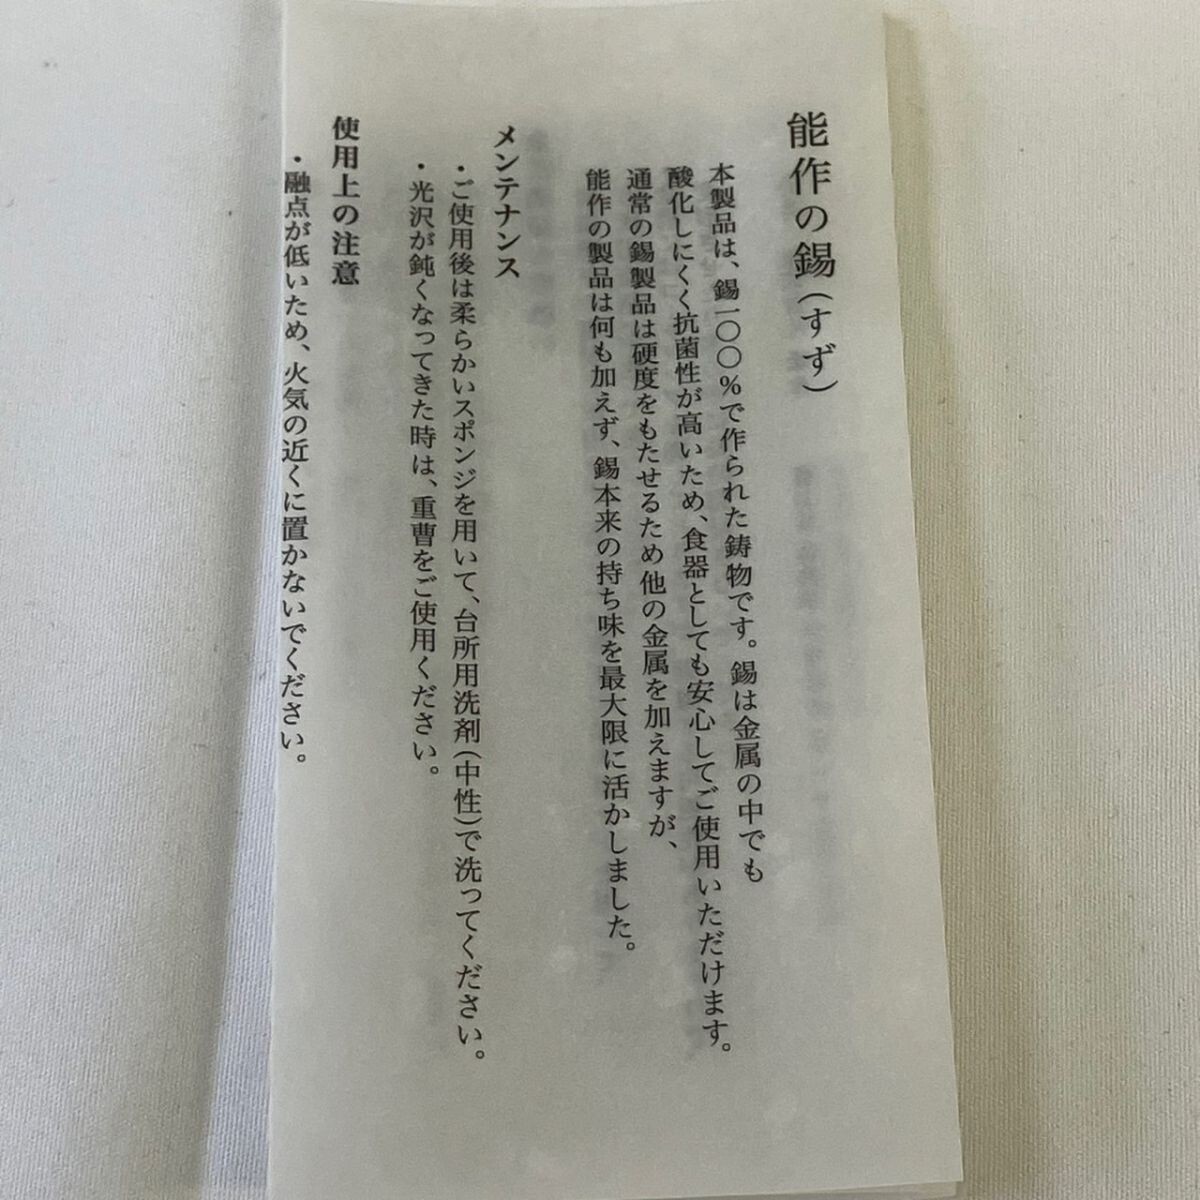 能作の錫(すず)
本製品は、錫一〇〇%で作られた鋳物です。錫は金属の中でも
酸化しにくく抗菌性が高いため、食器としても安心してご使用いただけます。
通常の錫製品は硬度をもたせるため他の金属を加えますが、
能作の製品は何も加えず、錫本来の持ち味を最大限に活かしました。
メンテナンス
・ご使用後は柔らかいスポンジを用いて、台所用洗剤(中性)で洗ってください。
・光沢が鈍くなってきた時は、重曹をご使用ください。
使用上の注意
・融点が低いため、火気の近くに置かないでください。